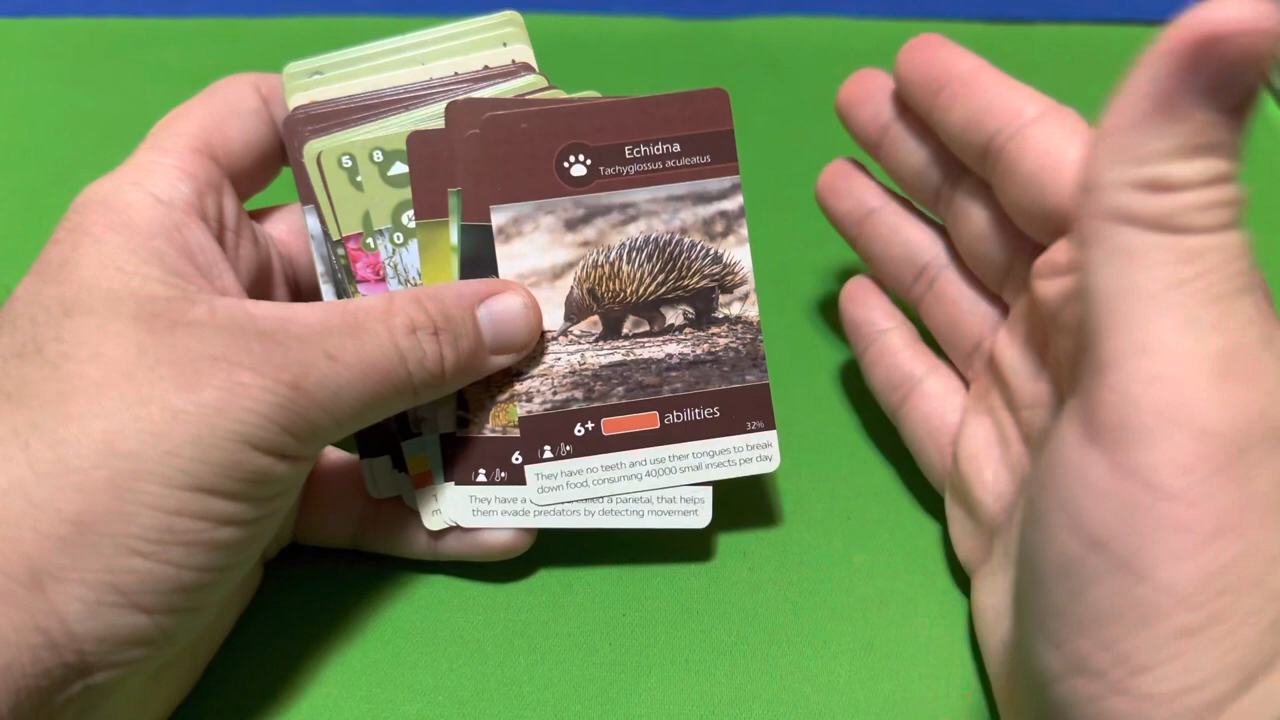 5 8
1 0
Echidna
Tachyglossus aculeatus
6+ abilities
32%
They have no teeth and use their tongues to break
down food, consuming 40,000 small insects per day
6
They have a called a parietal, that helps
them evade predators by detecting movement